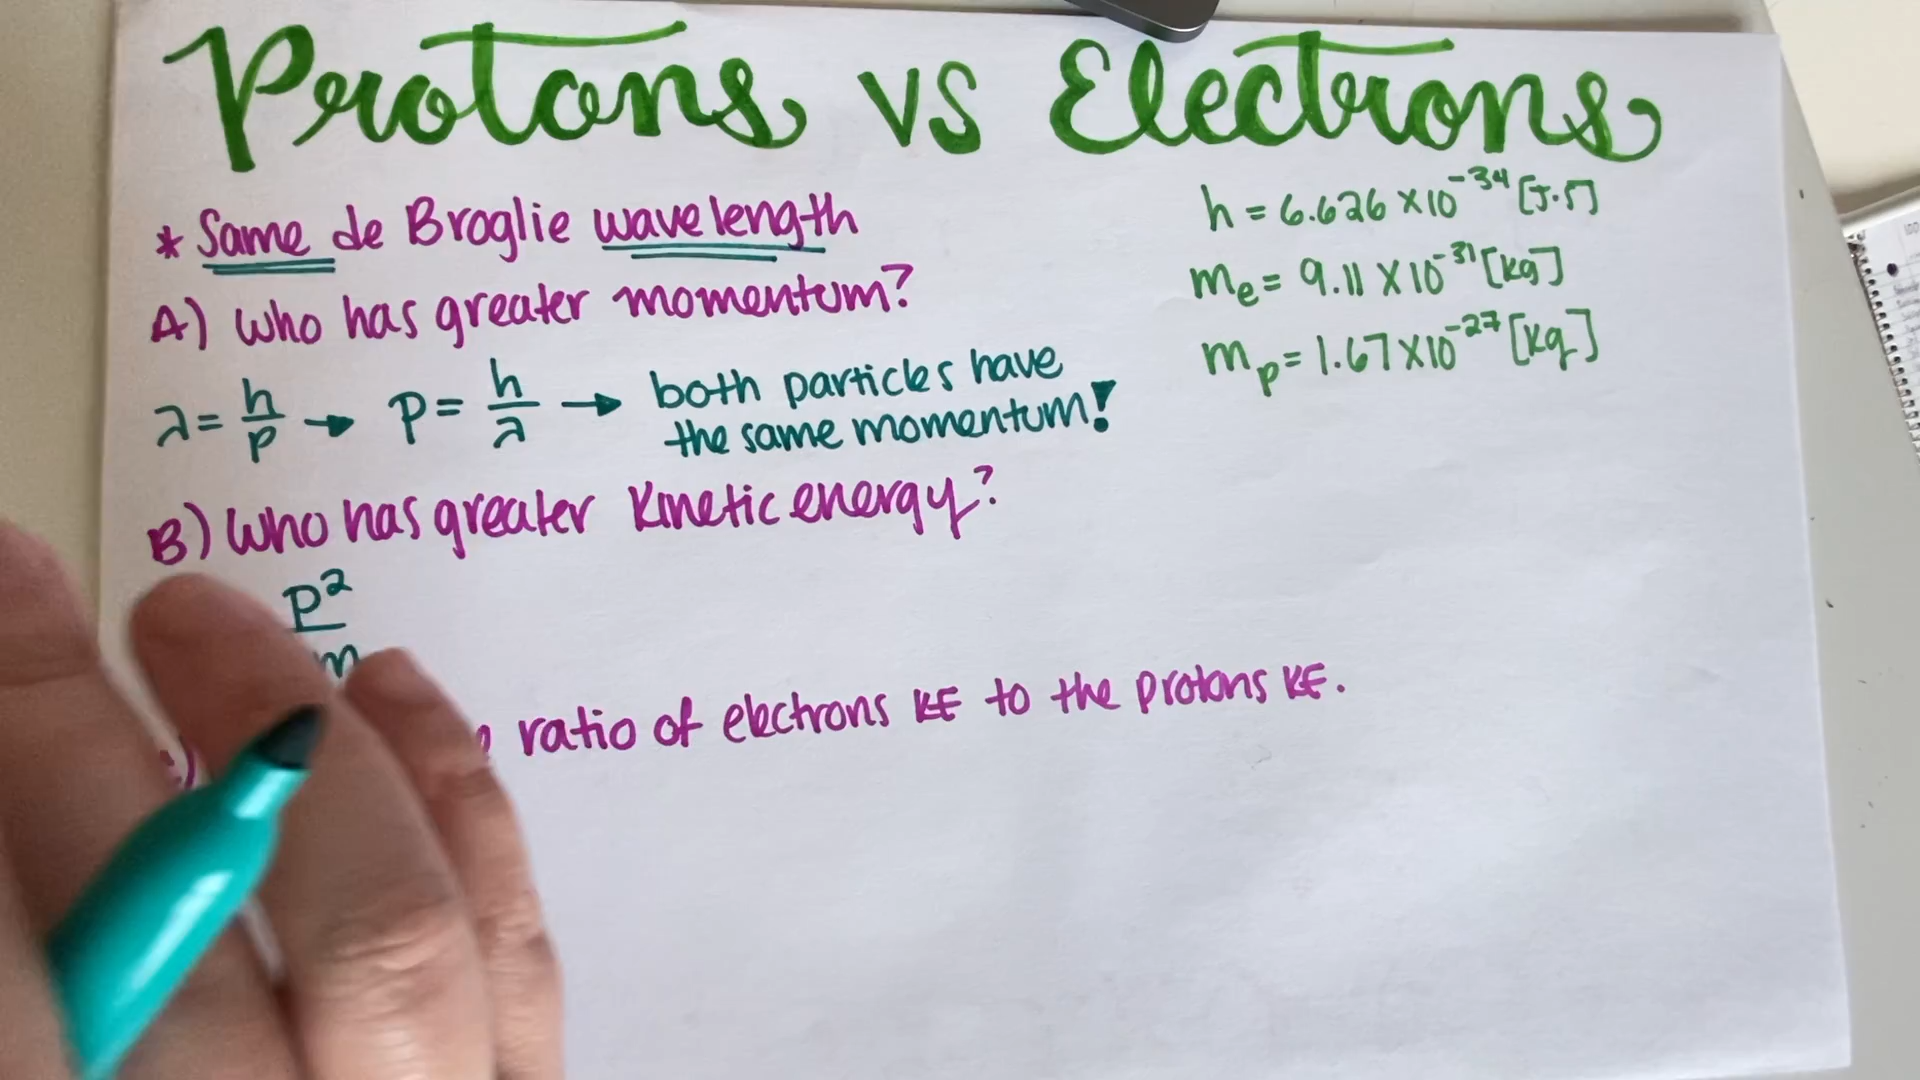 Protons vs Electrons
* Same de Broglie wavelength
h = 6.626 × 10^-34 [J·s]
m_e = 9.11 × 10^-31 [kg]
m_p = 1.67 × 10^-27 [kg]
A) Who has greater momentum?
λ = h/p → p = h/λ → both particles have
the same momentum!
B) Who has greater kinetic energy?
p²
m
ratio of electrons KE to the protons KE.